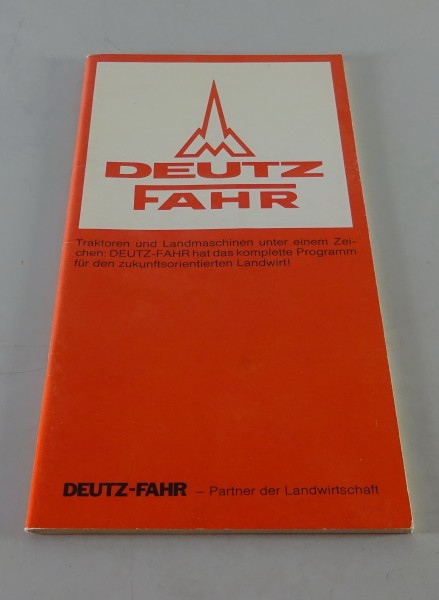 DEUTZ
FAHR
Traktoren und Landmaschinen unter einem Zei-
chen: DEUTZ-FAHR hat das komplette Programm
für den zukunftsorientierten Landwirt!
DEUTZ-FAHR – Partner der Landwirtschaft